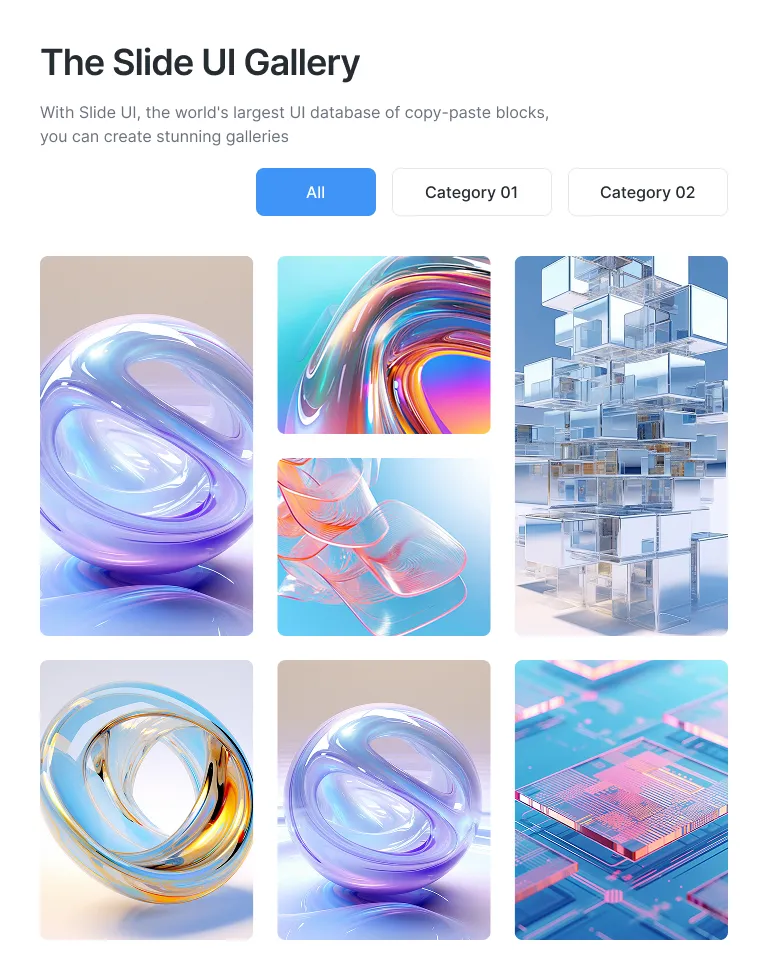 The Slide UI Gallery
With Slide UI, the world's largest UI database of copy-paste blocks,
you can create stunning galleries
All
Category 01
Category 02